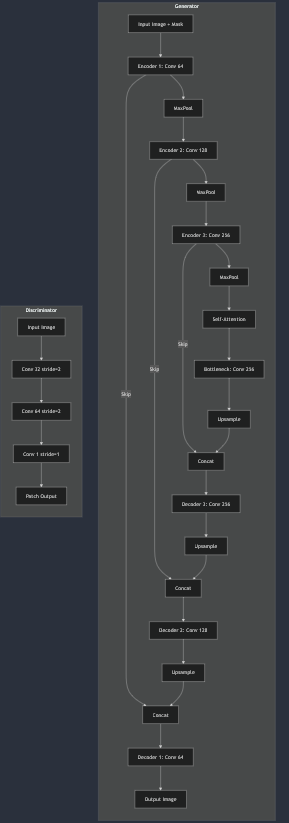 Generator
Input Image + Mask
Encoder 1: Conv 64
MaxPool
Encoder 2: Conv 128
MaxPool
Encoder 3: Conv 256
MaxPool
Self-Attention
Skip
Bottleneck: Conv 256
Skip
Upsample
Skip
Concat
Decoder 3: Conv 256
Upsample
Concat
Decoder 2: Conv 128
Upsample
Concat
Decoder 1: Conv 64
Output Image
Discriminator
Input Image
Conv 32 stride=2
Conv 64 stride=2
Conv 1 stride=1
Patch Output